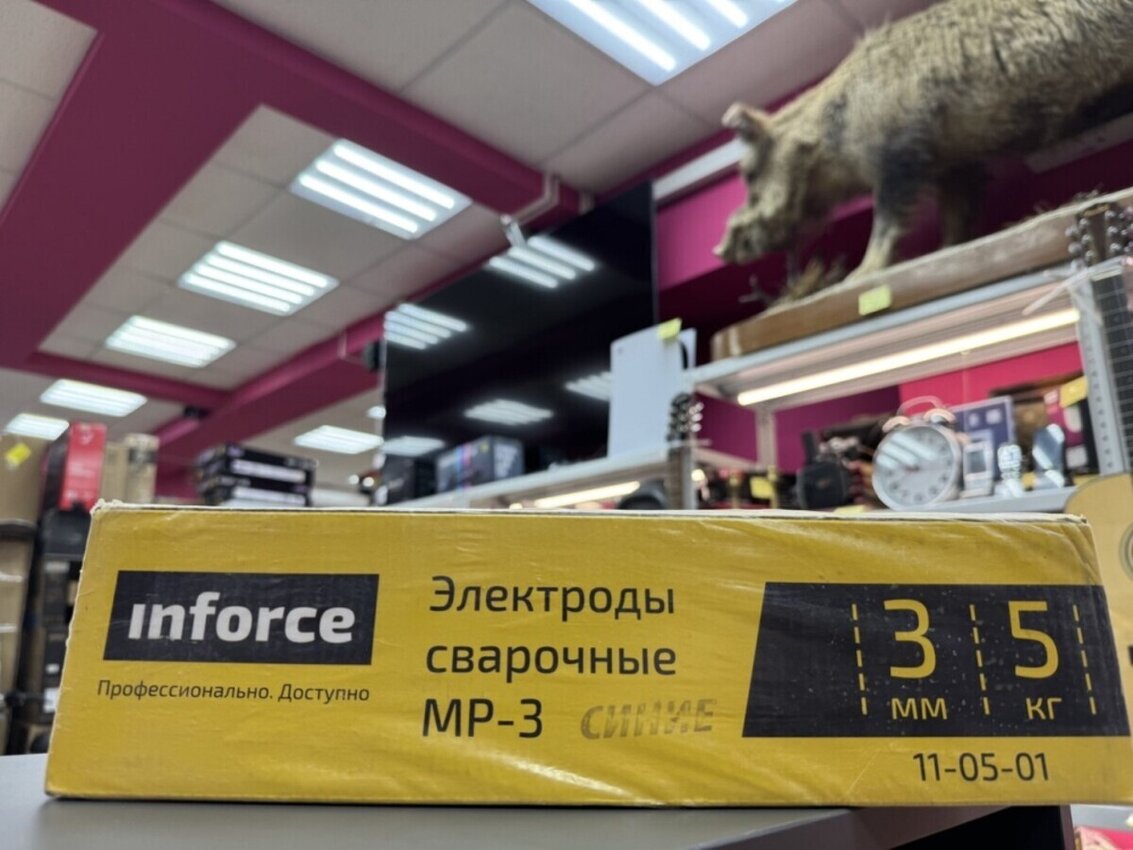 inforce
Профессионально. Доступно
Электроды
сварочные
МР-3 СИНИЕ
3 5
мм кг
11-05-01